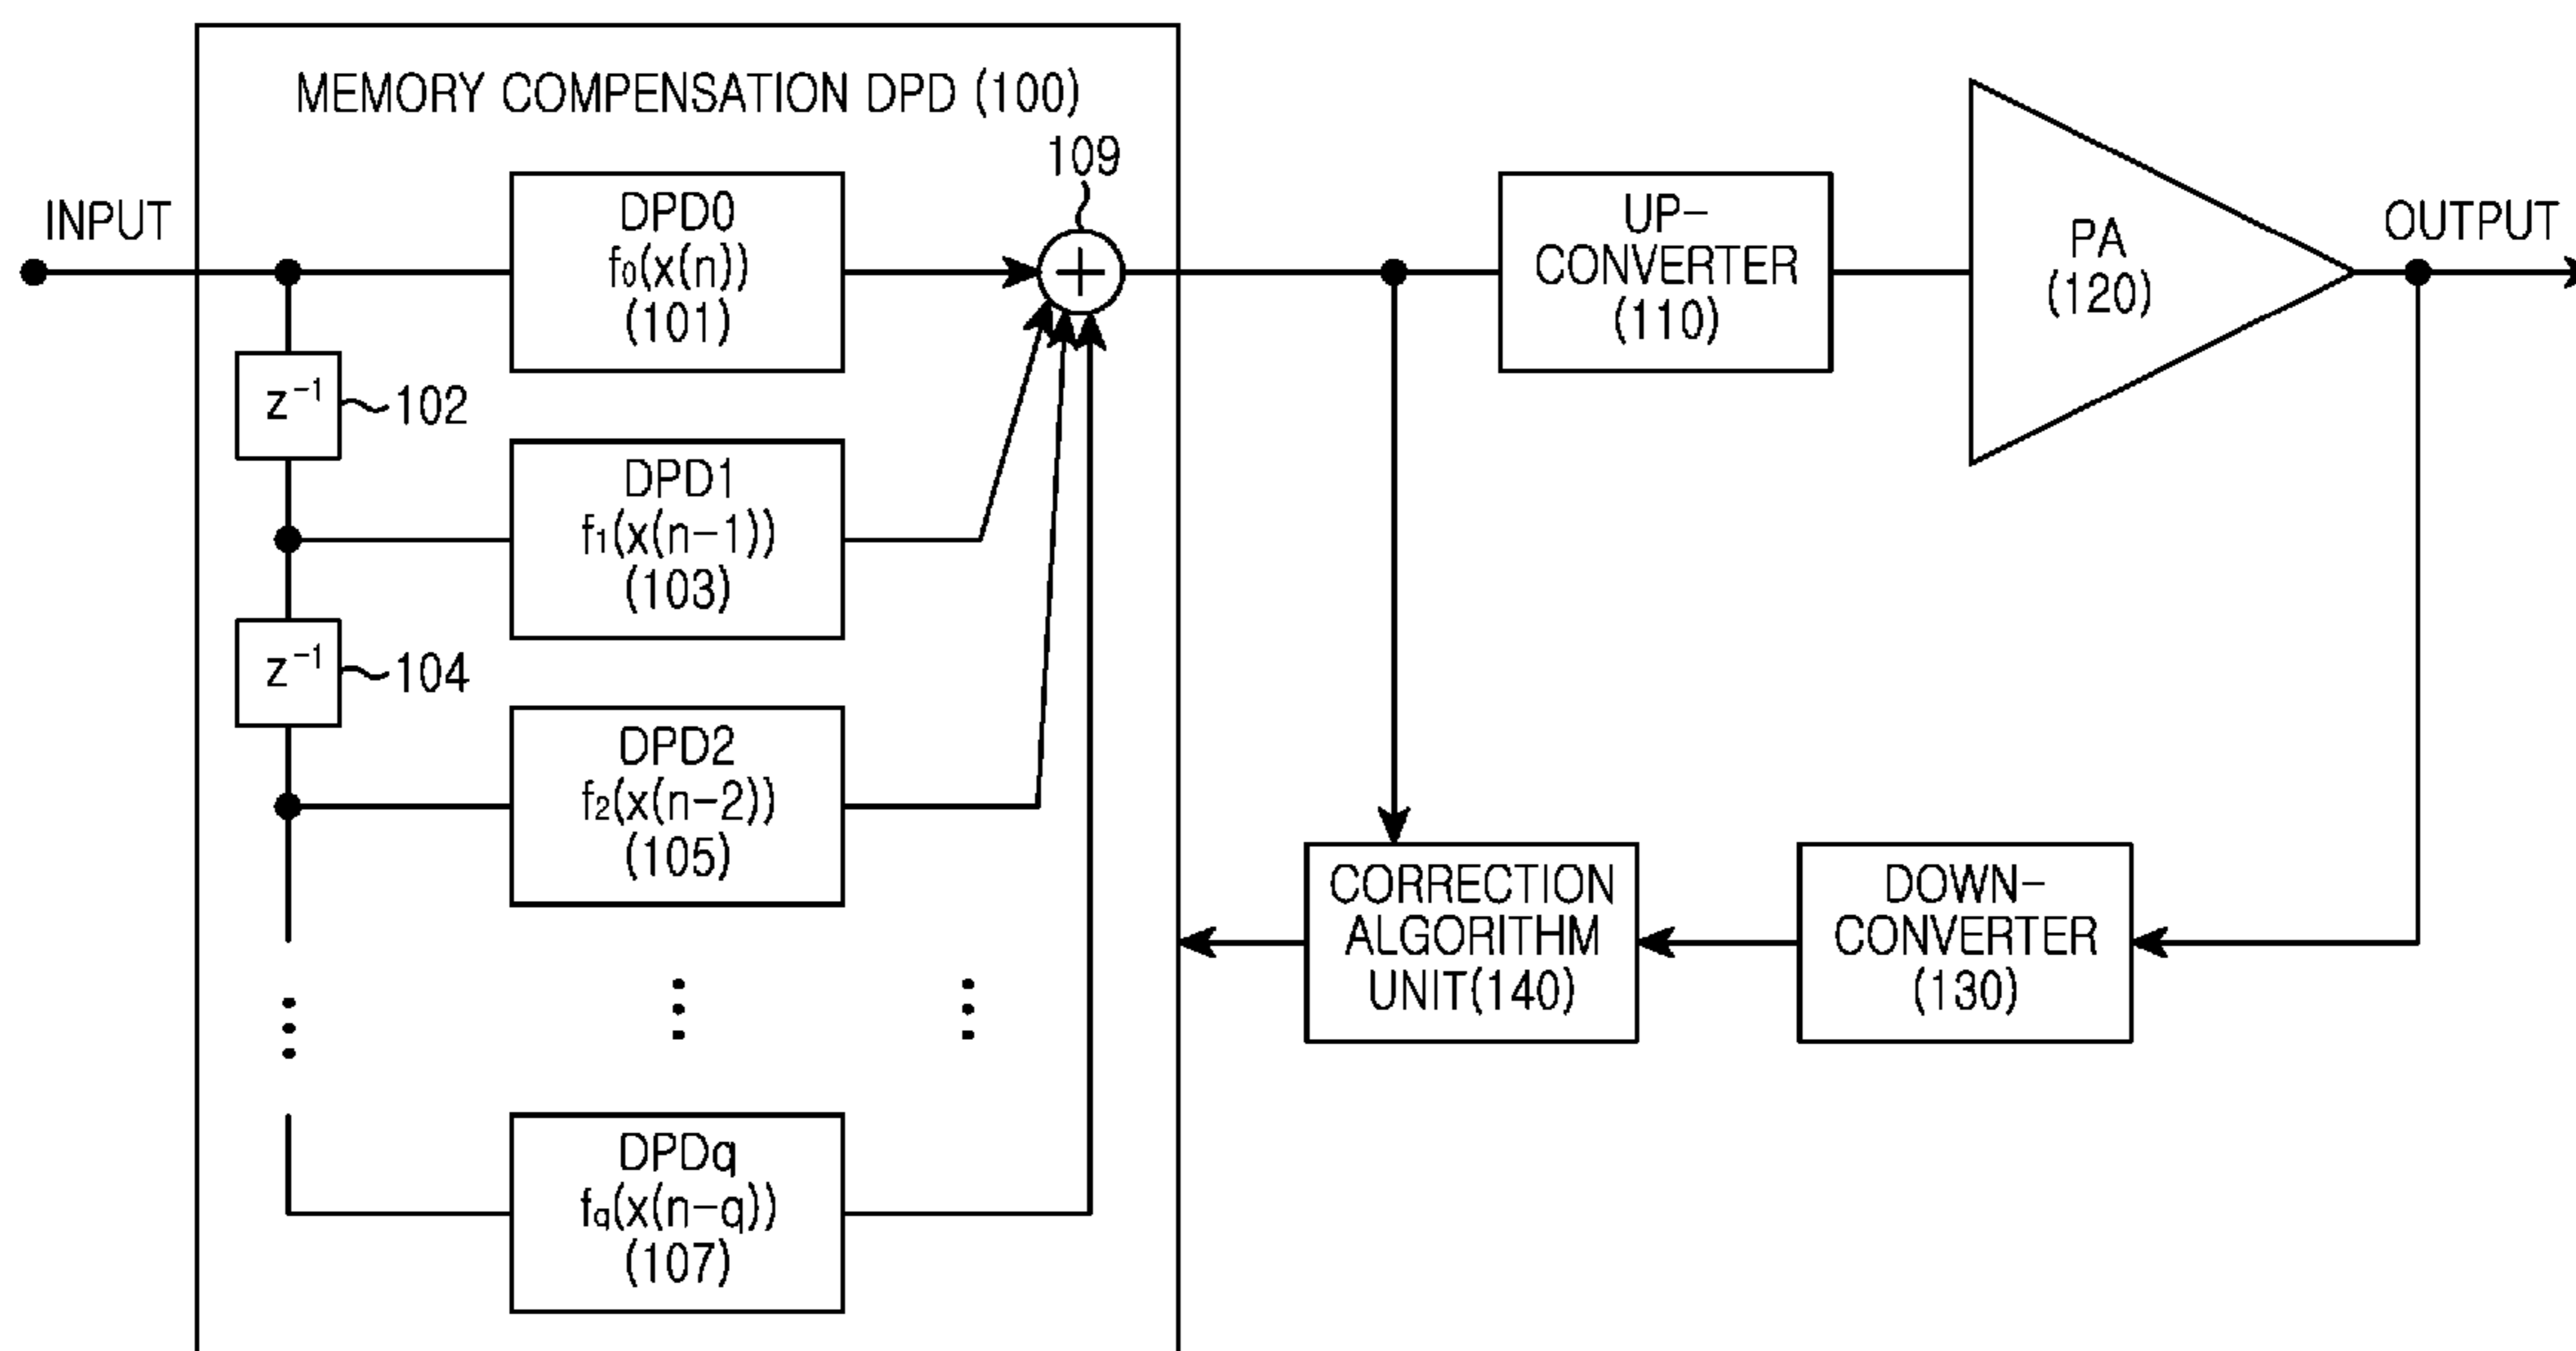 MEMORY COMPENSATION DPD (100)
109
INPUT
DPD0
f₀(x(n))
(101)
+
UP-
CONVERTER
(110)
PA
(120)
OUTPUT
z⁻¹
102
DPD1
f₁(x(n-1))
(103)
z⁻¹
104
DPD2
f₂(x(n-2))
(105)
CORRECTION
ALGORITHM
UNIT(140)
DOWN-
CONVERTER
(130)
DPDq
fq(x(n-q))
(107)